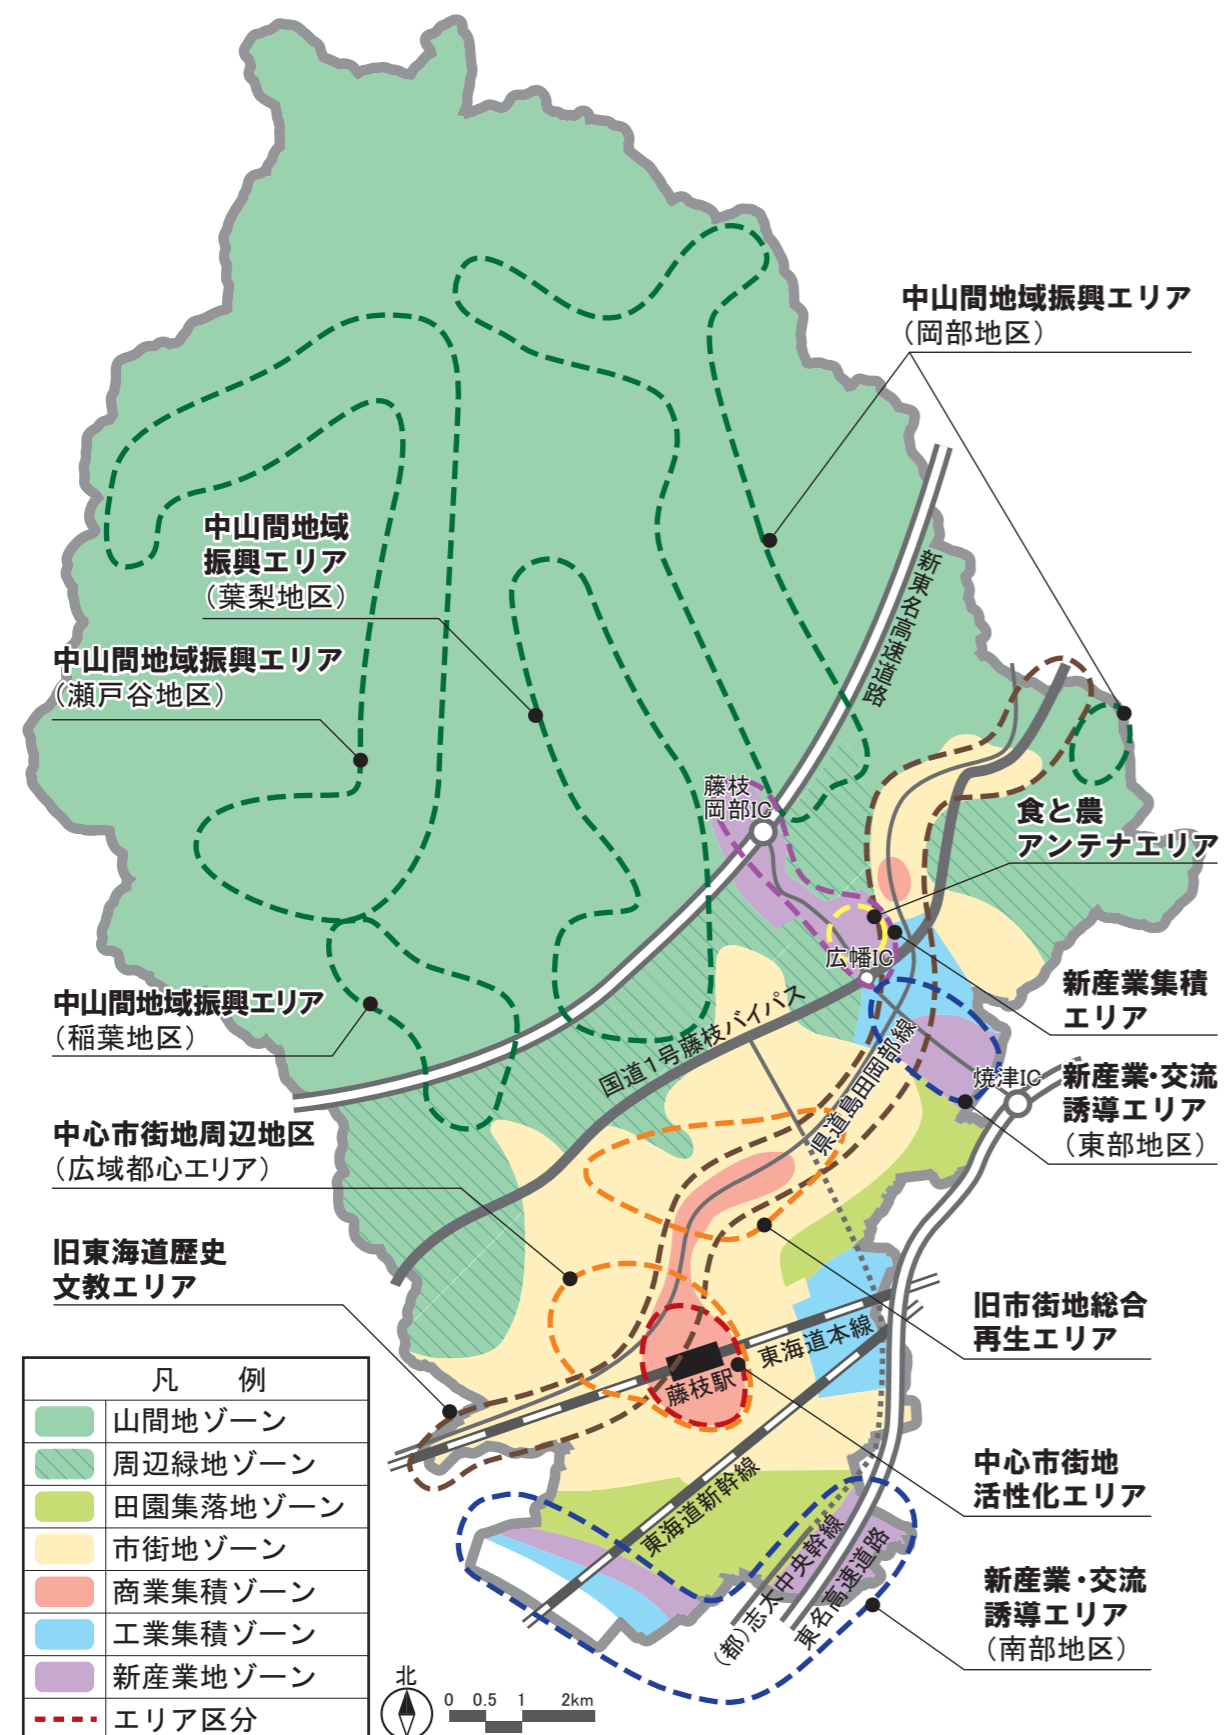 中山間地域振興エリア
（岡部地区）
新東名高速道路
中山間地域
振興エリア
（葉梨地区）
中山間地域振興エリア
（瀬戸谷地区）
藤枝
岡部IC
食と農
アンテナエリア
広幡IC
新産業集積
エリア
中山間地域振興エリア
（稲葉地区）
国道1号藤枝バイパス
県道島田岡部線
焼津IC
新産業・交流
誘導エリア
（東部地区）
中心市街地周辺地区
（広域都心エリア）
旧東海道歴史
文教エリア
旧市街地総合
再生エリア
東海道本線
藤枝駅
中心市街地
活性化エリア
東海道新幹線
（都）志太中央幹線
東名高速道路
新産業・交流
誘導エリア
（南部地区）
凡　例
山間地ゾーン
周辺緑地ゾーン
田園集落地ゾーン
市街地ゾーン
商業集積ゾーン
工業集積ゾーン
新産業地ゾーン
エリア区分
北
0 0.5 1 2km